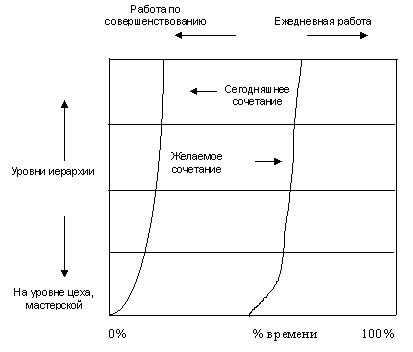 Работа по
совершенствованию
Ежедневная работа
Сегодняшнее
сочетание
Желаемое
сочетание
Уровни иерархии
На уровне цеха,
мастерской
0%
% времени
100%